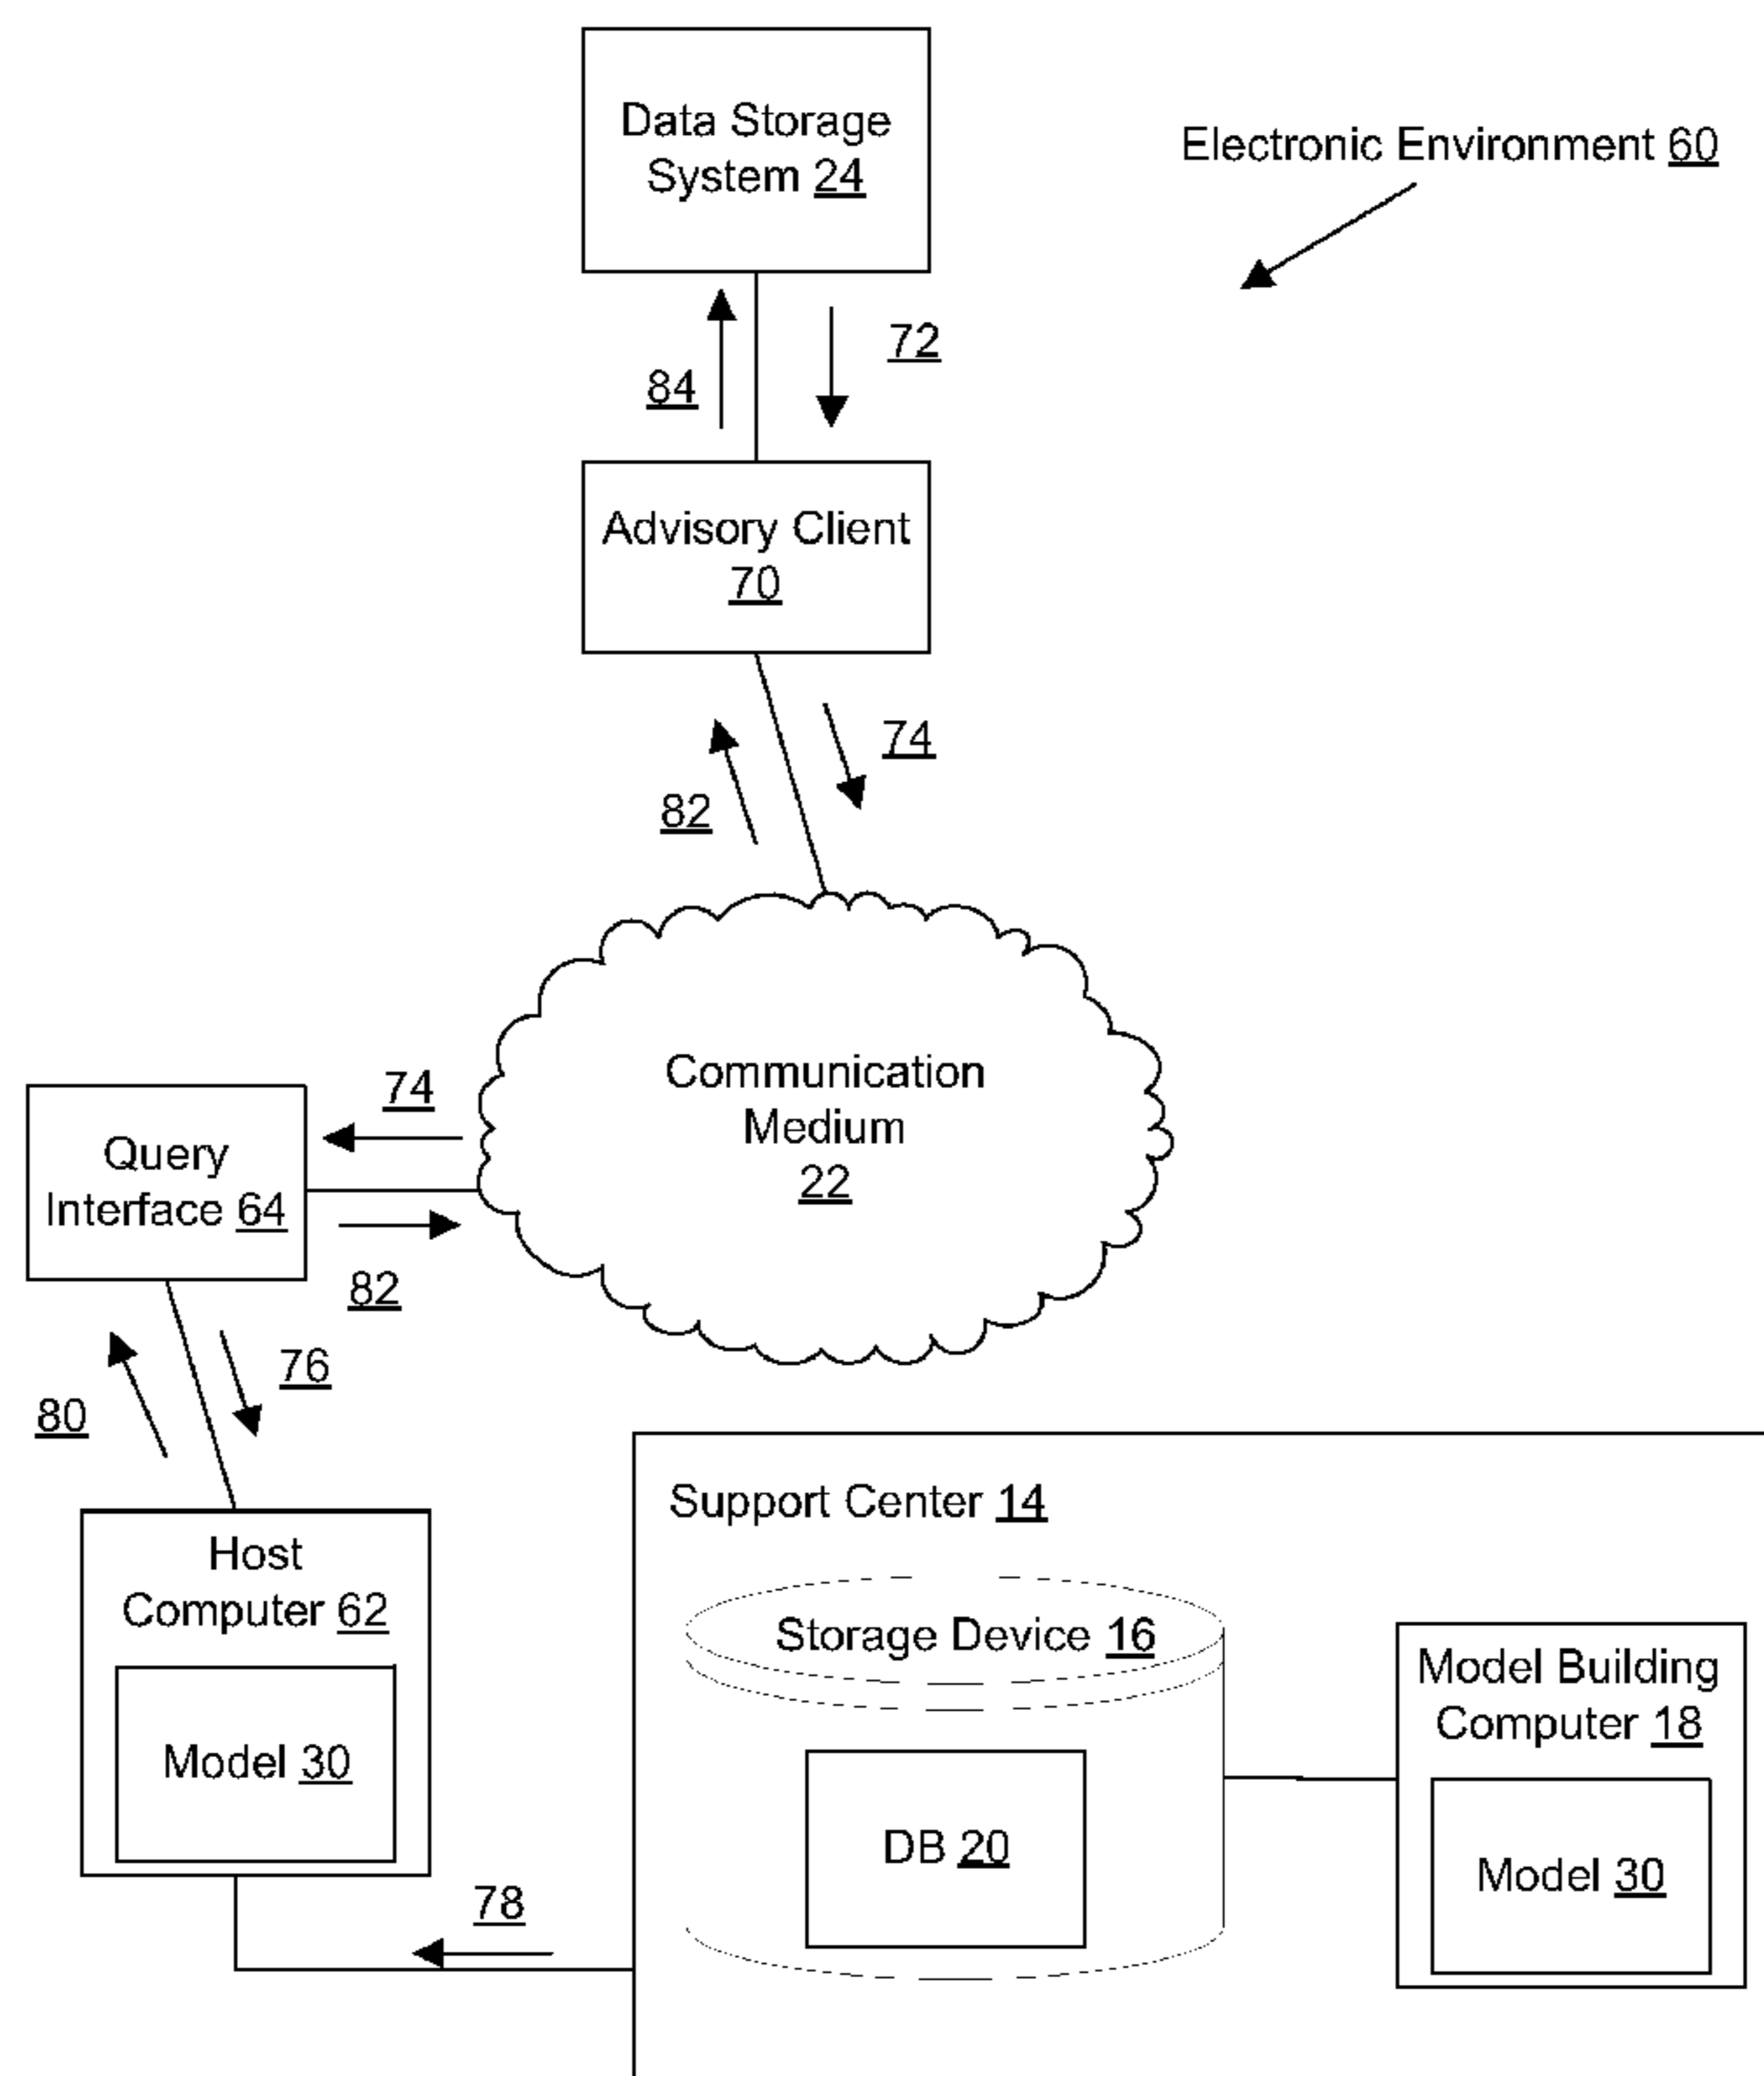 Data Storage
System 24
Electronic Environment 60
72
84
Advisory Client
70
74
82
Communication
Medium
22
74
Query
Interface 64
82
76
80
Support Center 14
Host
Computer 62
Storage Device 16
Model Building
Computer 18
Model 30
DB 20
Model 30
78